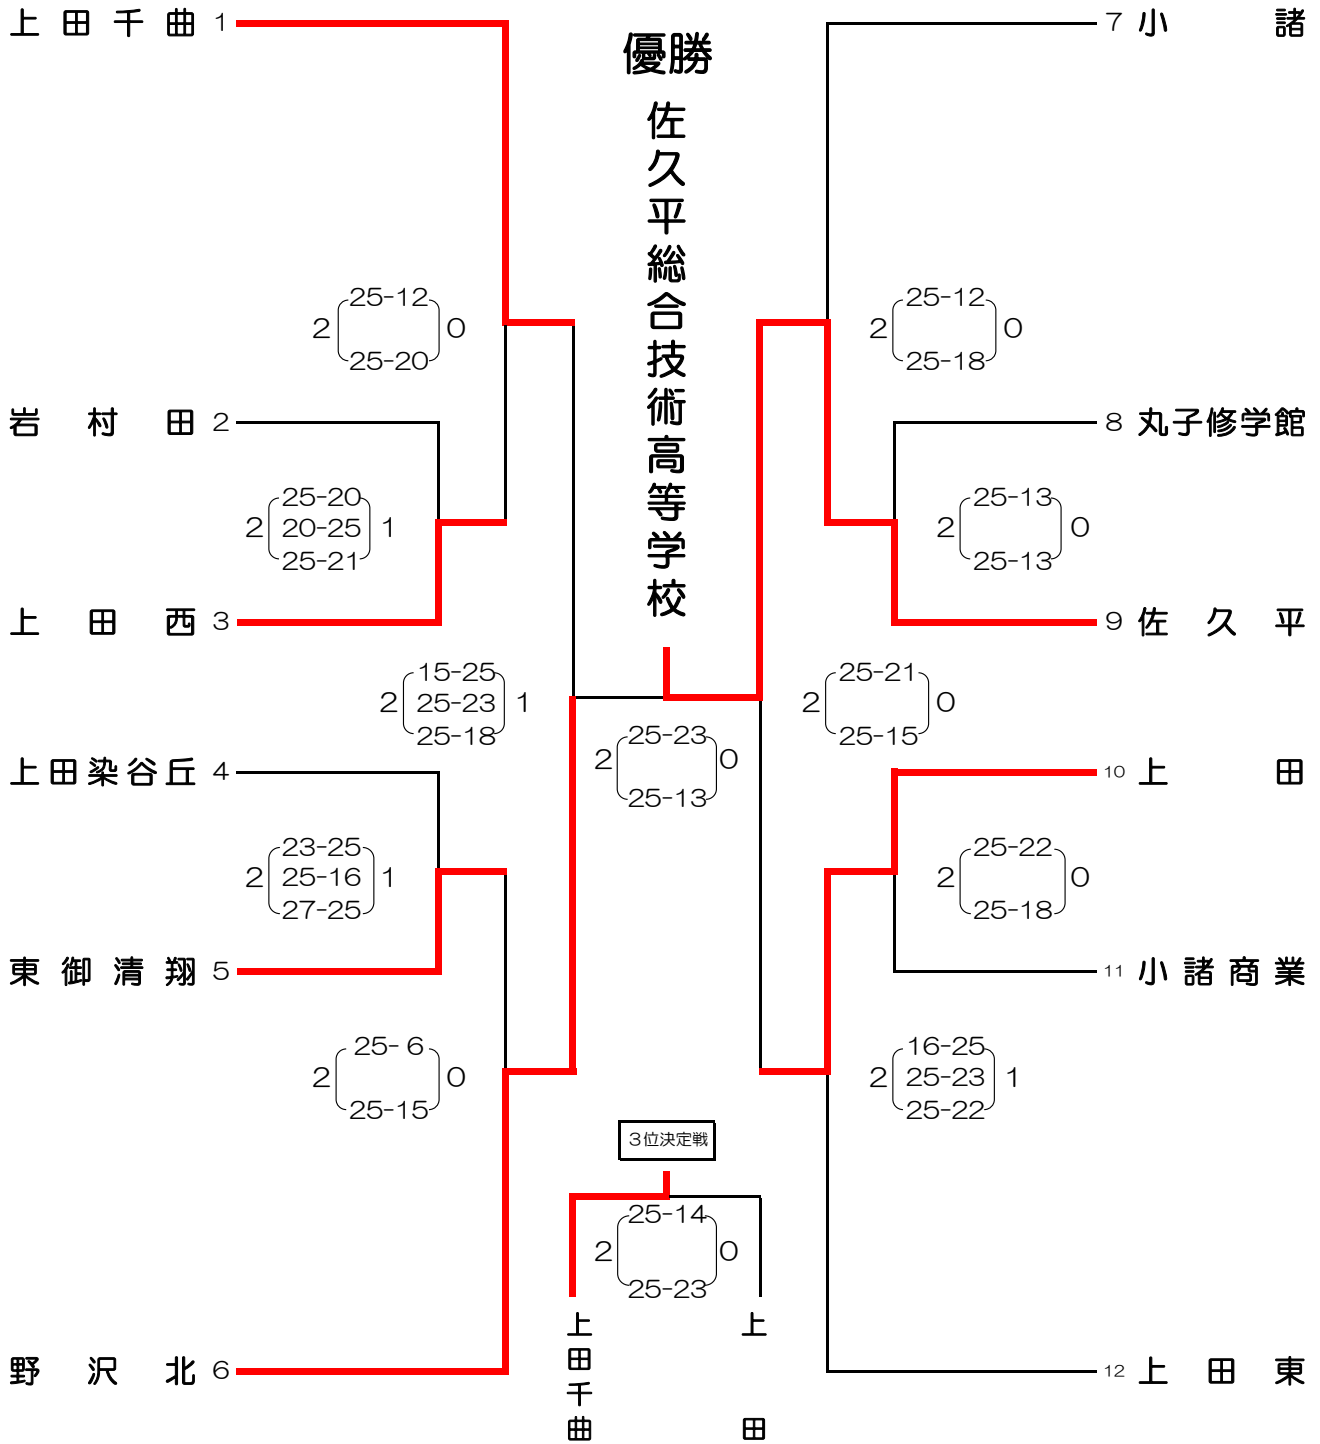 優勝
佐久平総合技術高等学校
上田千曲 1
25-12
2 0
25-20
岩村田 2
25-20
2 20-25 1
25-21
上田西 3
15-25
2 25-23 1
25-18
上田染谷丘 4
23-25
2 25-16 1
27-25
東御清翔 5
25- 6
2 0
25-15
野沢北 6
25-23
2 0
25-13
3位決定戦
25-14
2 0
25-23
上田千曲
上田
7 小諸
25-12
2 0
25-18
8 丸子修学館
25-13
2 0
25-13
9 佐久平
25-21
2 0
25-15
10 上田
25-22
2 0
25-18
11 小諸商業
16-25
2 25-23 1
25-22
12 上田東